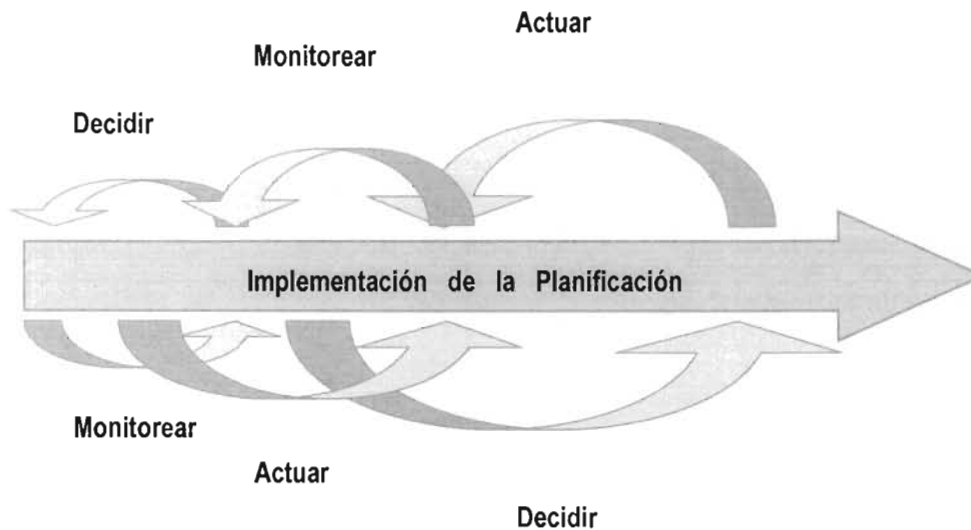 Actuar
Monitorear
Decidir
Implementación de la Planificación
Monitorear
Actuar
Decidir